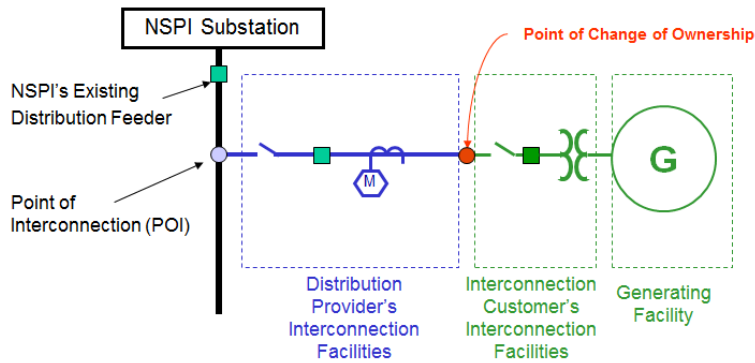 NSPI Substation
Point of Change of Ownership
NSPI's Existing
Distribution Feeder
Point of
Interconnection (POI)
M
G
Distribution
Provider's
Interconnection
Facilities
Interconnection
Customer's
Interconnection
Facilities
Generating
Facility